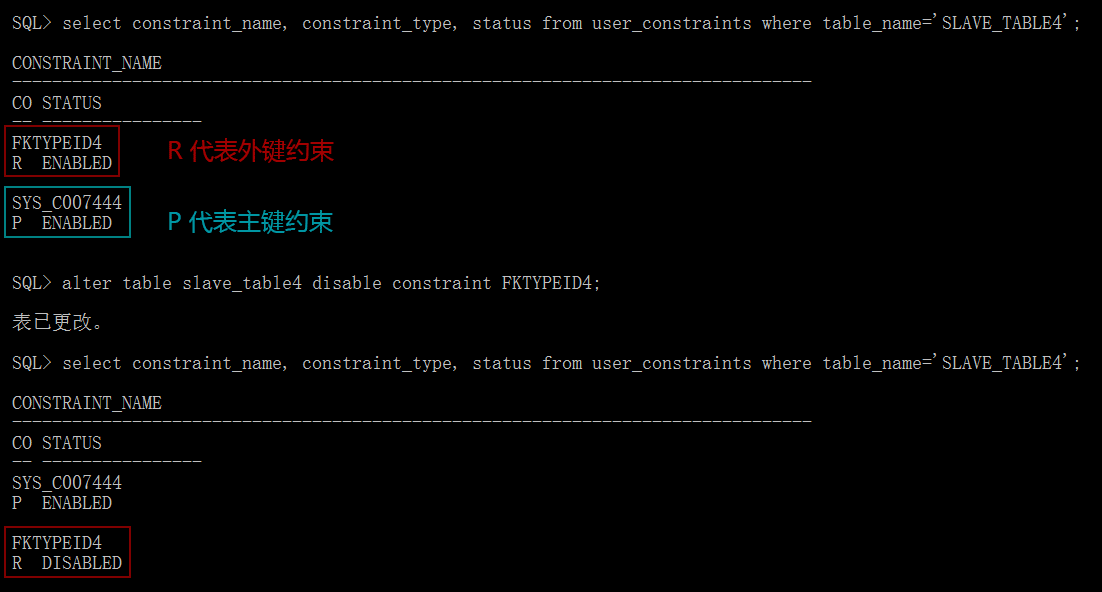 SQL> select constraint_name, constraint_type, status from user_constraints where table_name='SLAVE_TABLE4';
CONSTRAINT_NAME
--------------------------------------------------------------------------------
CO STATUS
-- ----------------
FKTYPEID4
R  ENABLED
R 代表外键约束
SYS_C007444
P  ENABLED
P 代表主键约束
SQL> alter table slave_table4 disable constraint FKTYPEID4;
表已更改。
SQL> select constraint_name, constraint_type, status from user_constraints where table_name='SLAVE_TABLE4';
CONSTRAINT_NAME
--------------------------------------------------------------------------------
CO STATUS
-- ----------------
SYS_C007444
P  ENABLED
FKTYPEID4
R  DISABLED